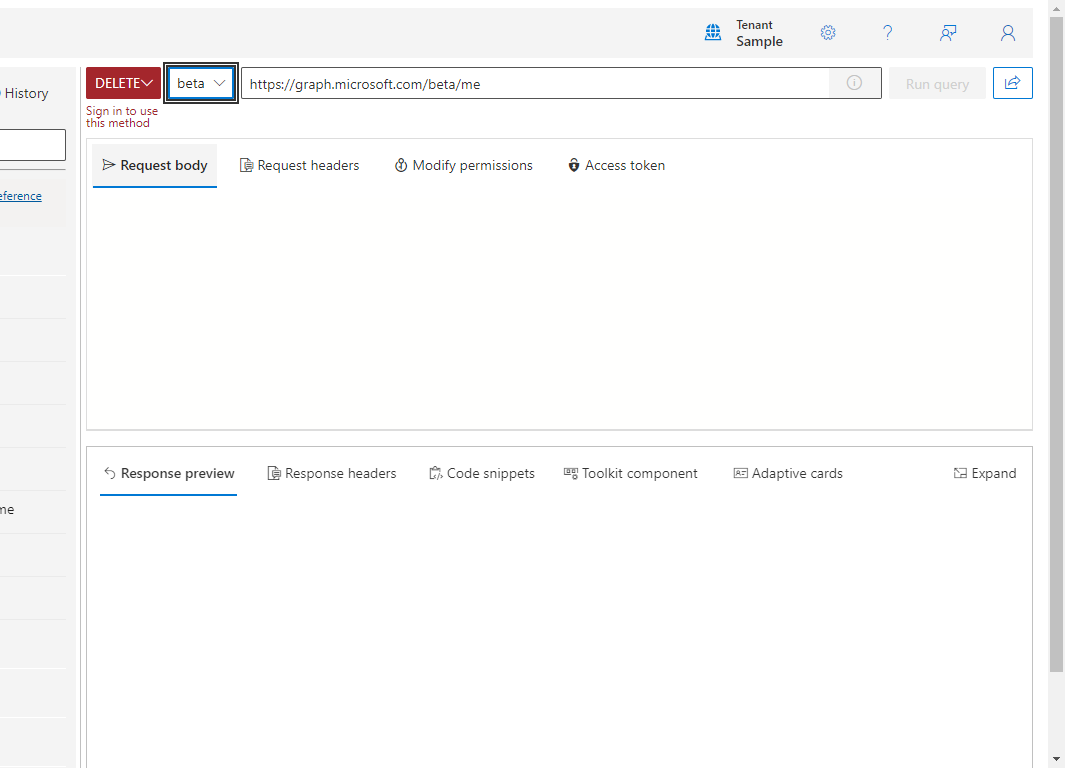 Tenant
Sample
History
DELETE
beta
https://graph.microsoft.com/beta/me
Run query
Sign in to use
this method
Request body
Request headers
Modify permissions
Access token
eference
Response preview
Response headers
Code snippets
Toolkit component
Adaptive cards
Expand
me